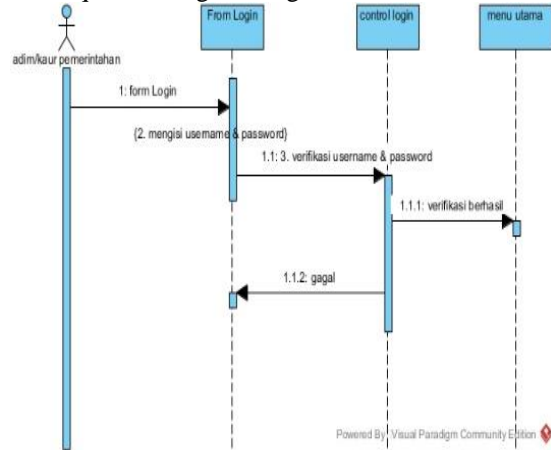 From Login
control login
menu utama
adim/kaur pemerintahan
1: form Login
{2. mengisi username & password}
1.1: 3. verifikasi username & password
1.1.1: verifikasi berhasil
1.1.2: gagal
Powered By Visual Paradigm Community Edition